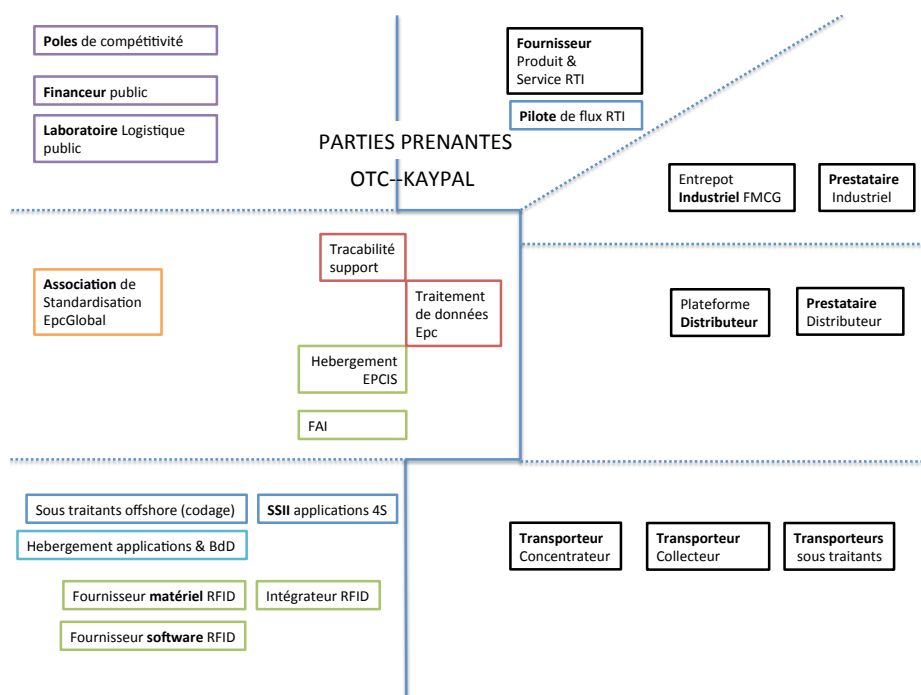 Poles de compétitivité
Financeur public
Laboratoire Logistique
public
Fournisseur
Produit &
Service RTI
Pilote de flux RTI
PARTIES PRENANTES
OTC--KAYPAL
Entrepot
Industriel FMCG
Prestataire
Industriel
Association de
Standardisation
EpcGlobal
Tracabilité
support
Traitement
de données
Epc
Hebergement
EPCIS
FAI
Plateforme
Distributeur
Prestataire
Distributeur
Sous traitants offshore (codage)
SSII applications 4S
Hebergement applications & BdD
Fournisseur matériel RFID
Intégrateur RFID
Fournisseur software RFID
Transporteur
Concentrateur
Transporteur
Collecteur
Transporteurs
sous traitants